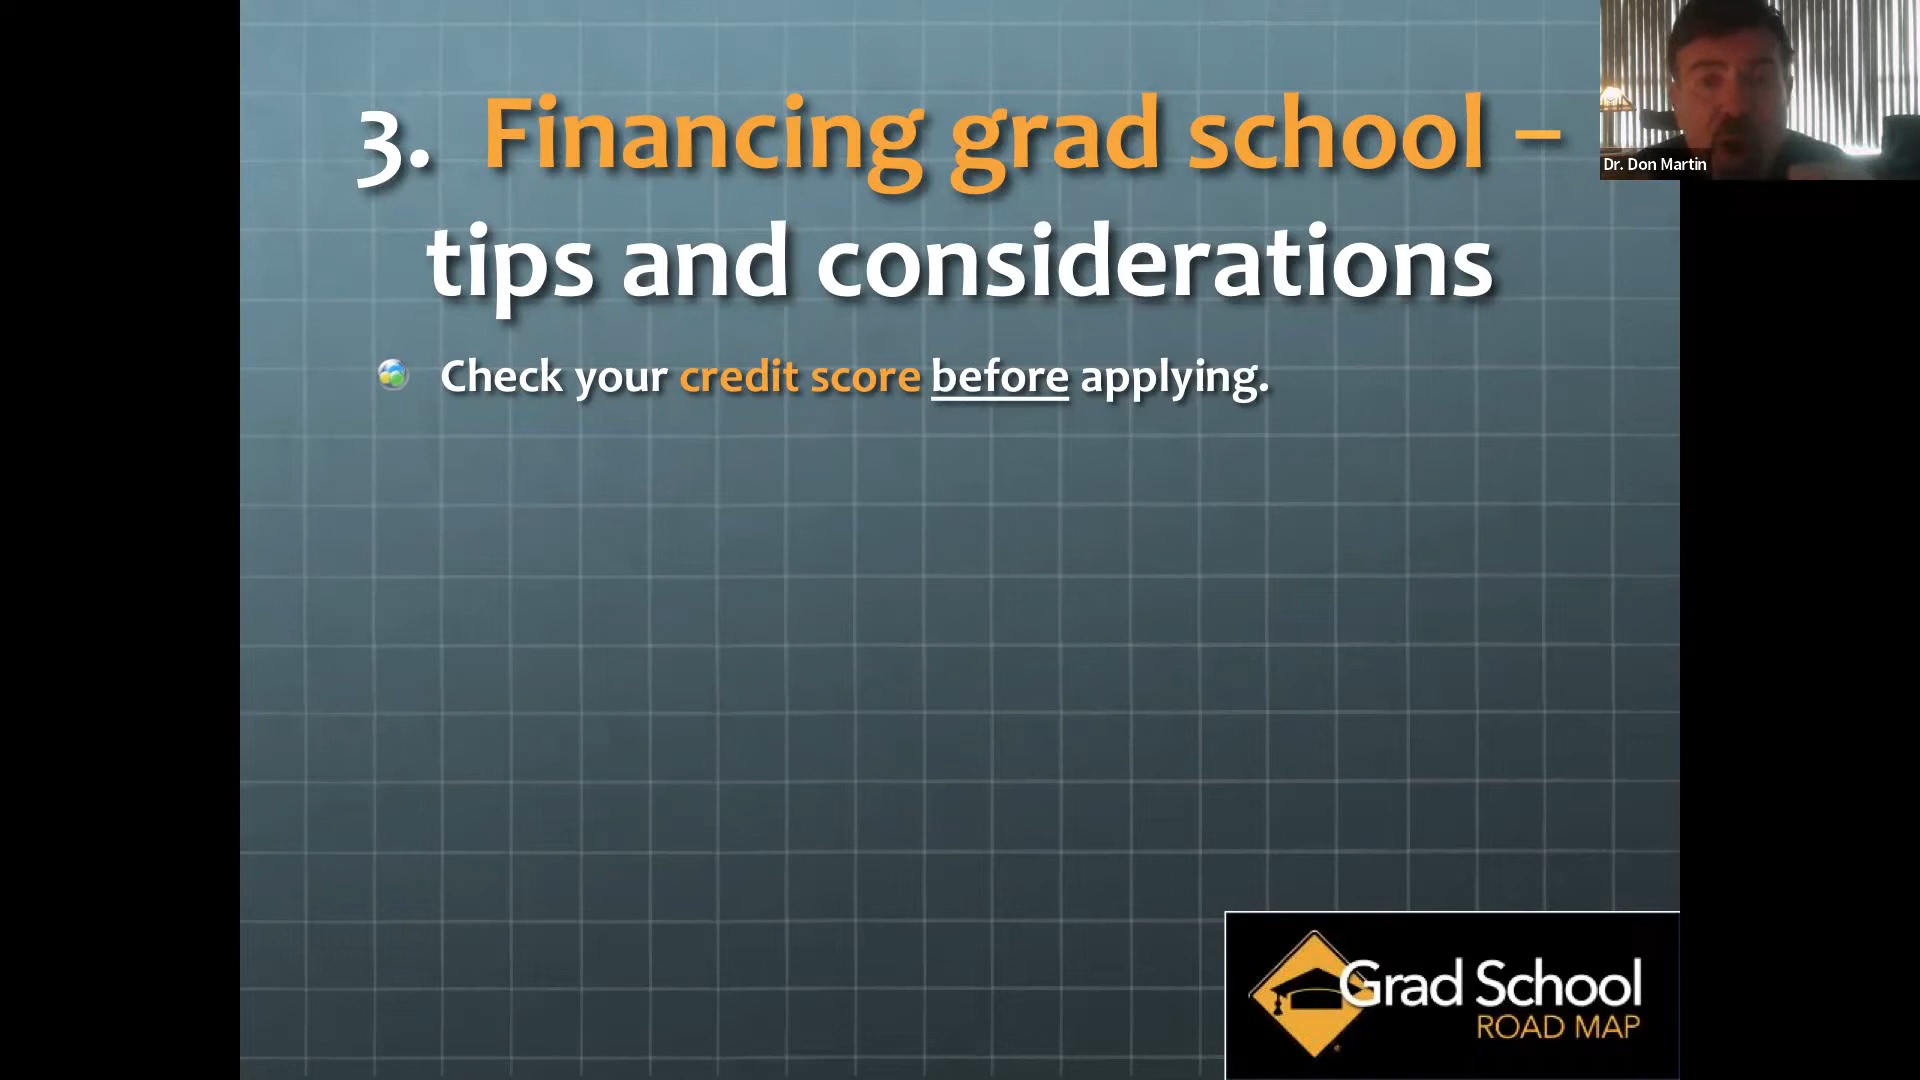 3. Financing grad school –
tips and considerations
Dr. Don Martin
Check your credit score before applying.
Grad School
ROAD MAP